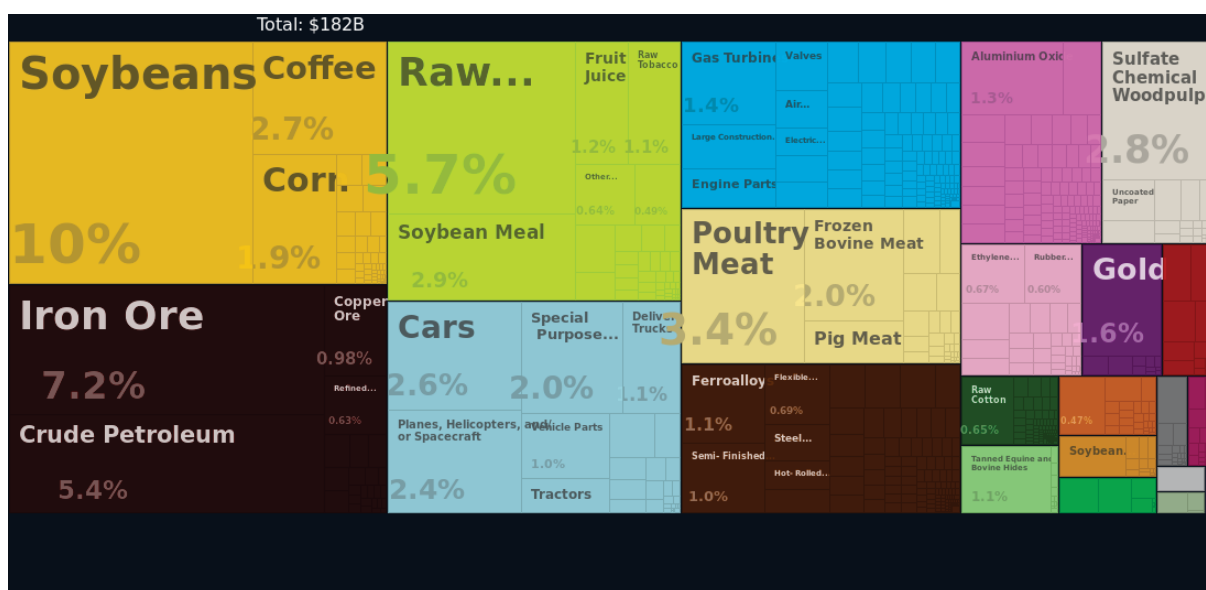 Total: $182B
Soybeans
10%
Coffee
2.7%
Corn
1.9%
Iron Ore
7.2%
Crude Petroleum
5.4%
Copper
Ore
0.98%
Refined...
0.63%
Raw...
5.7%
Fruit
Juice
1.2%
Raw
Tobacco
1.1%
Other...
0.64%
0.49%
Soybean Meal
2.9%
Cars
2.6%
Special
Purpose...
2.0%
Delivery
Trucks
1.1%
Planes, Helicopters, and/
or Spacecraft
2.4%
Vehicle Parts
1.0%
Tractors
Gas Turbine
1.4%
Valves
Large Construction...
Air...
Electric...
Engine Parts
Poultry
Meat
3.4%
Frozen
Bovine Meat
2.0%
Pig Meat
Ferroalloy
1.1%
Flexible...
0.69%
Semi- Finished
1.0%
Steel...
Hot- Rolled...
Aluminium Oxid
1.3%
Sulfate
Chemical
Woodpulp
2.8%
Uncoated
Paper
Ethylene...
0.67%
Rubber...
0.60%
Gold
1.6%
Raw
Cotton
0.65%
0.47%
Soybean.
Tanned Equine and
Bovine Hides
1.1%